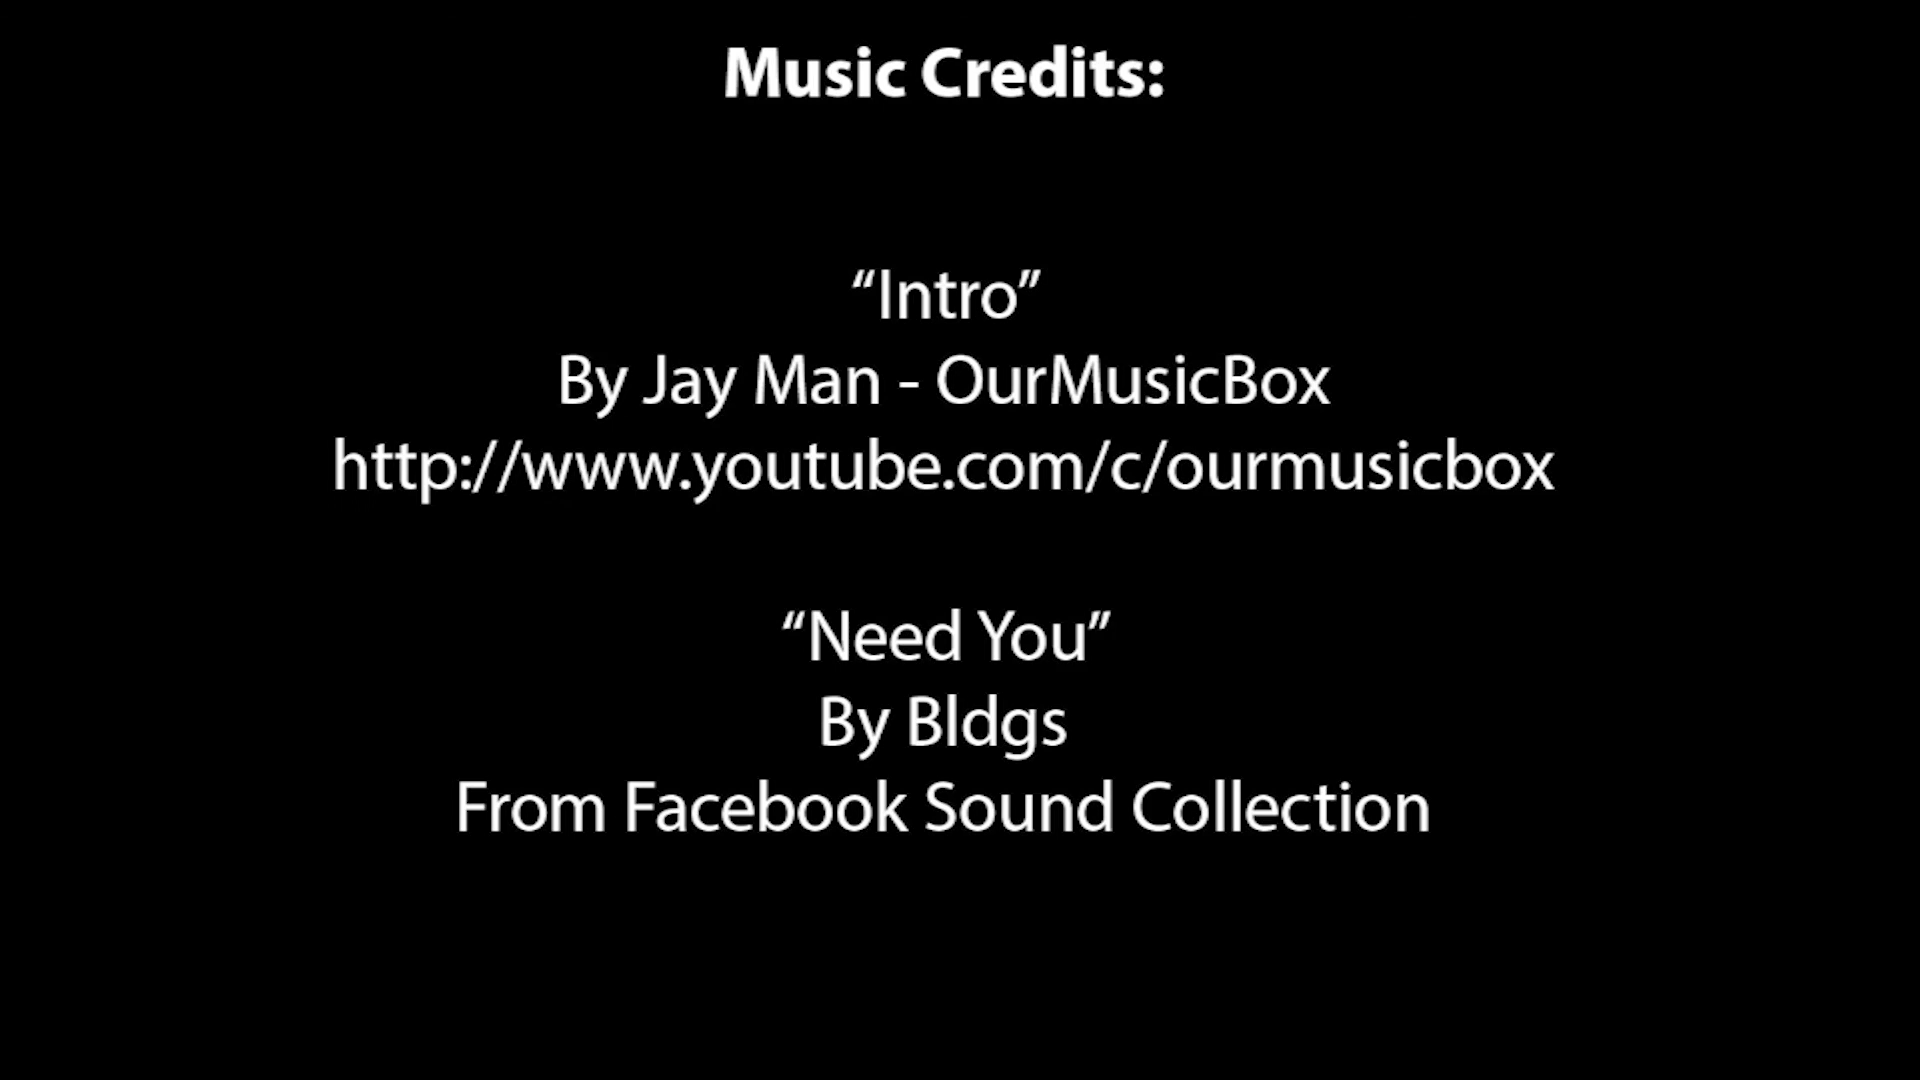 Music Credits:
“Intro”
By Jay Man - OurMusicBox
http://www.youtube.com/c/ourmusicbox
“Need You”
By Bldgs
From Facebook Sound Collection